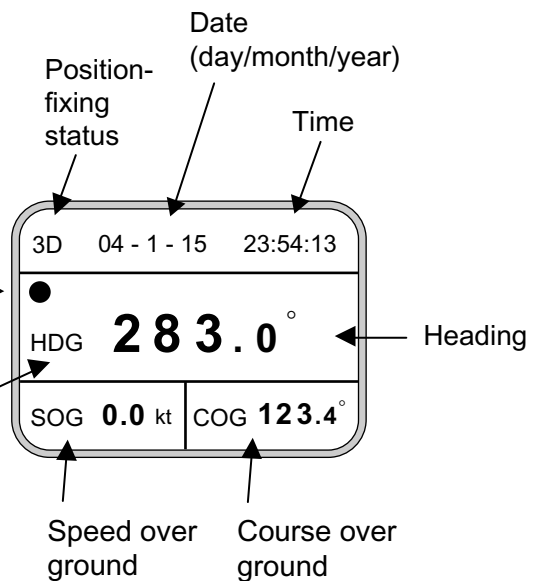 Date
(day/month/year)
Position-
fixing
status
Time
3D 04 - 1 - 15 23:54:13
HDG 283.0°
Heading
SOG 0.0 kt COG 123.4°
Speed over
ground
Course over
ground